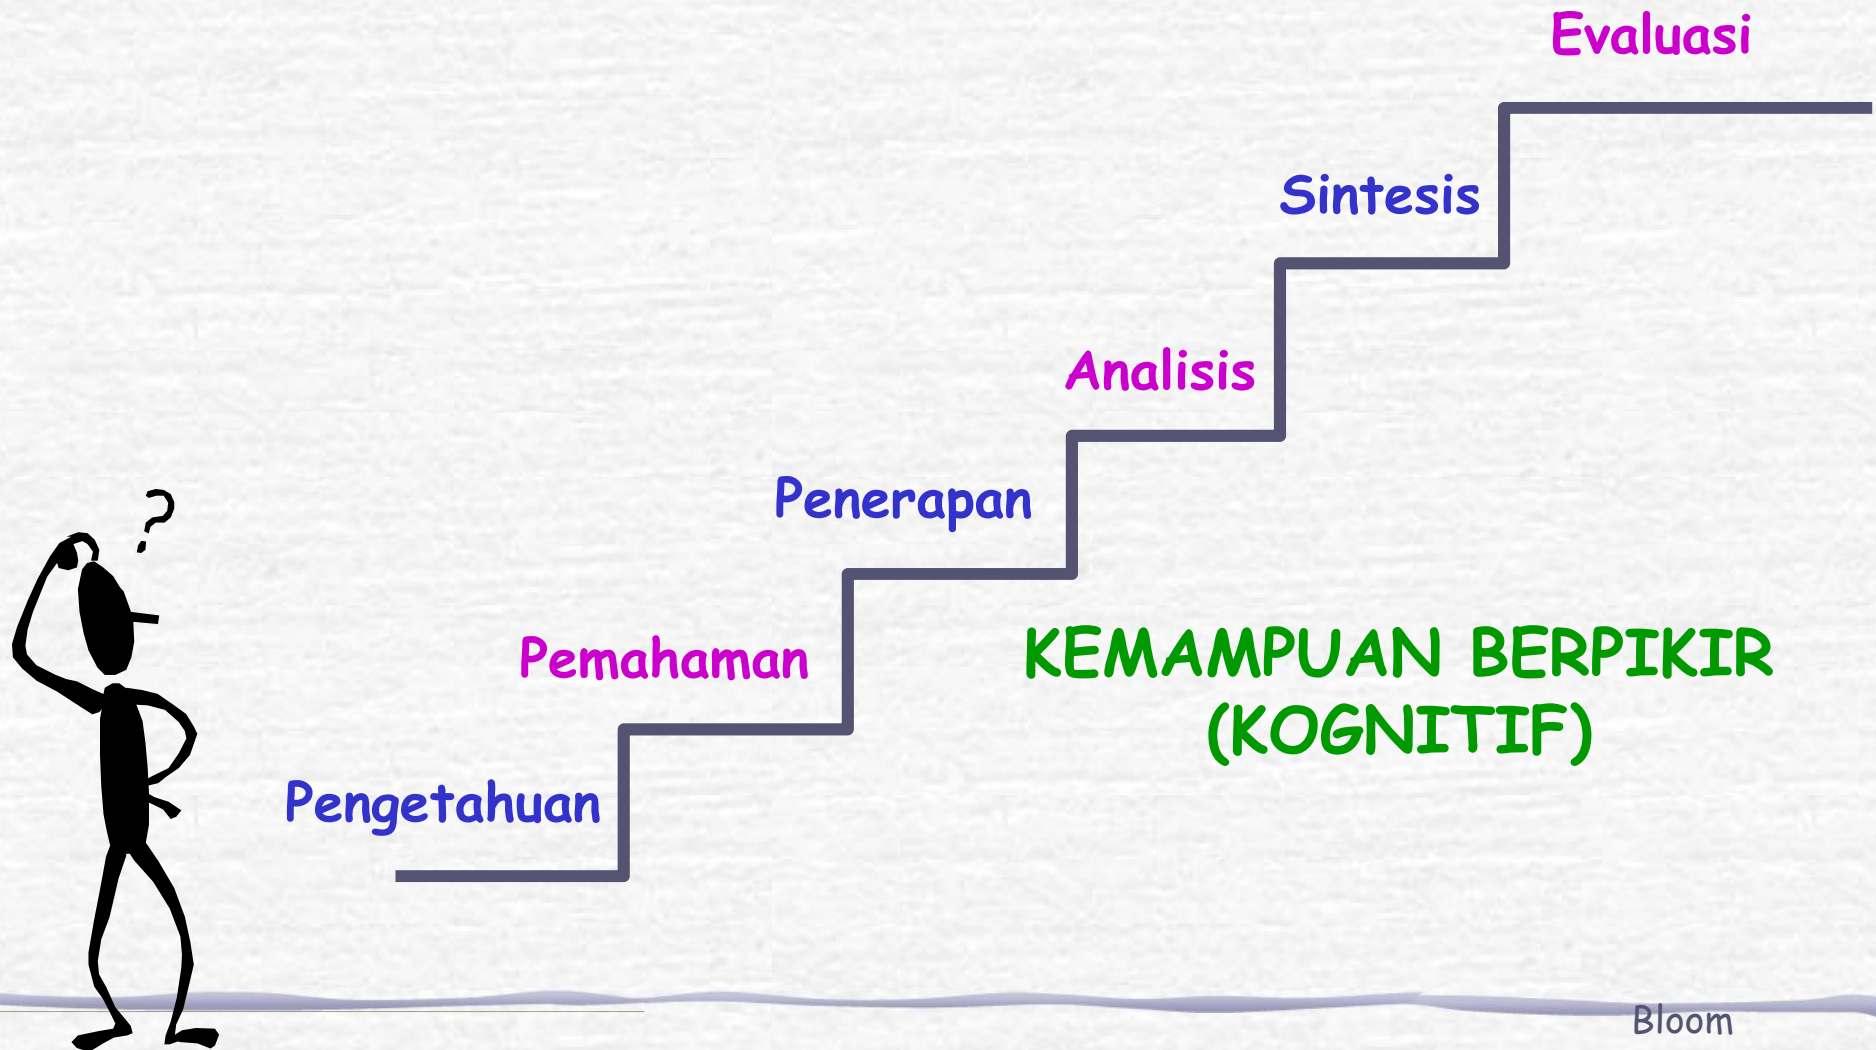 Evaluasi
Sintesis
Analisis
Penerapan
Pemahaman
Pengetahuan
?
KEMAMPUAN BERPIKIR
(KOGNITIF)
Bloom